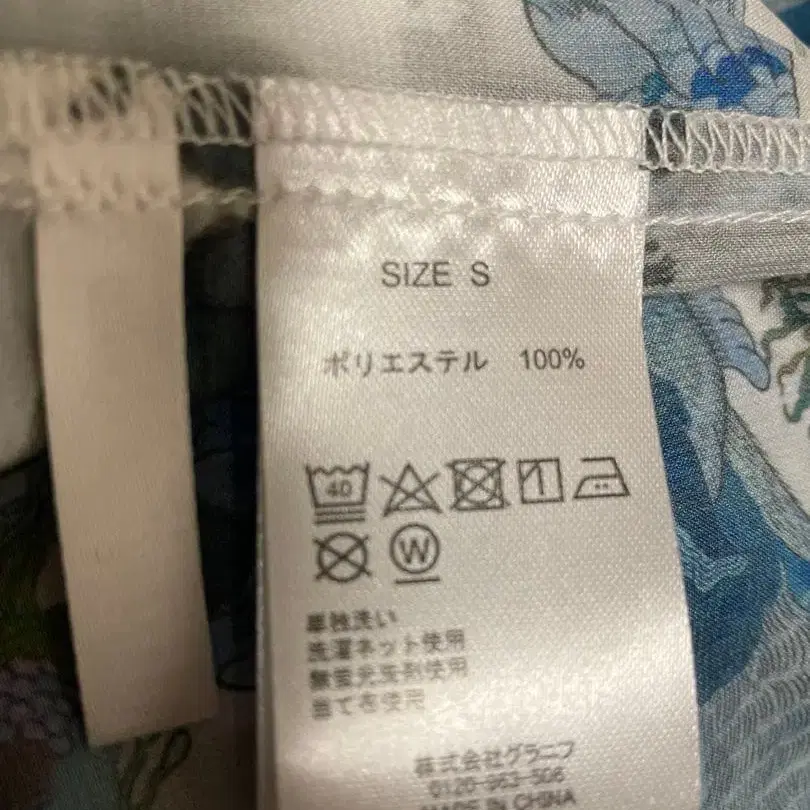 SIZE S
ポリエステル 100%
40
W
単独洗い
洗濯ネット使用
無蛍光洗剤使用
当て布使用
株式会社グラニフ
0120-963-508
MADE IN CHINA